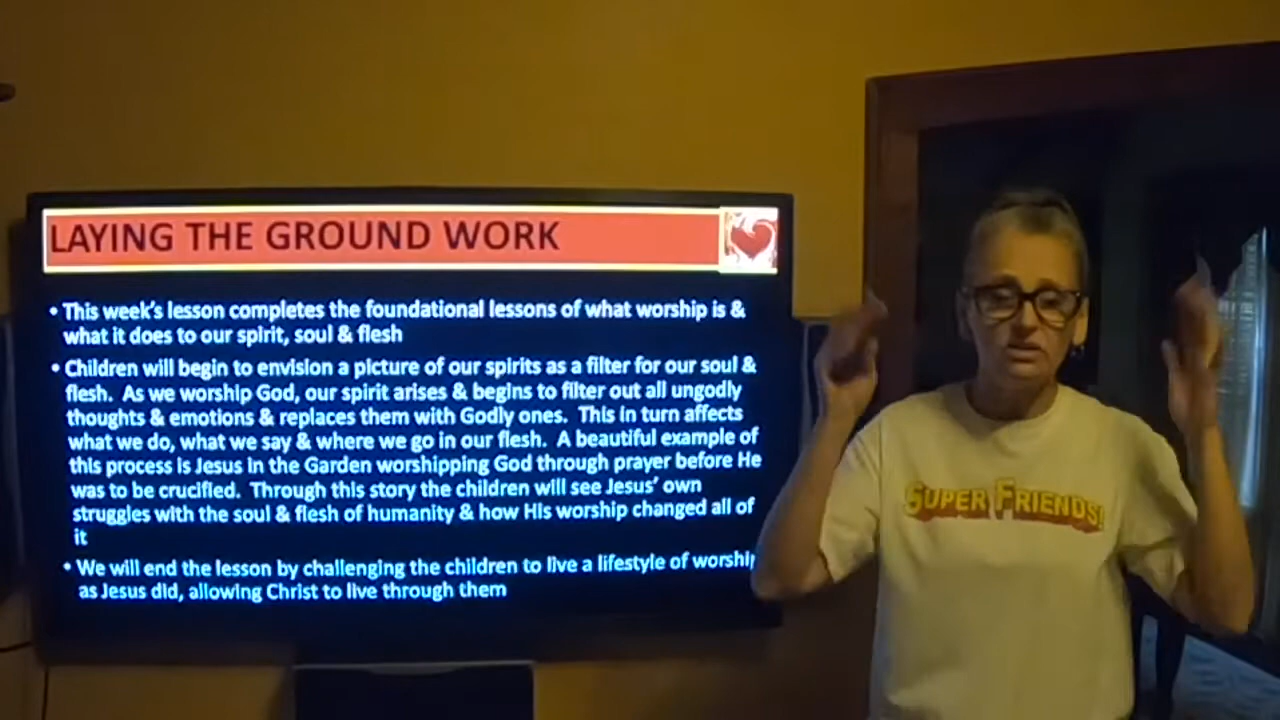 LAYING THE GROUND WORK
• This week's lesson completes the foundational lessons of what worship is &
what it does to our spirit, soul & flesh
• Children will begin to envision a picture of our spirits as a filter for our soul &
flesh. As we worship God, our spirit arises & begins to filter out all ungodly
thoughts & emotions & replaces them with Godly ones. This in turn affects
what we do, what we say & where we go in our flesh. A beautiful example of
this process is Jesus in the Garden worshipping God through prayer before He
was to be crucified. Through this story the children will see Jesus' own
struggles with the soul & flesh of humanity & how His worship changed all of
it
• We will end the lesson by challenging the children to live a lifestyle of worship
as Jesus did, allowing Christ to live through them
SUPER FRIENDS!